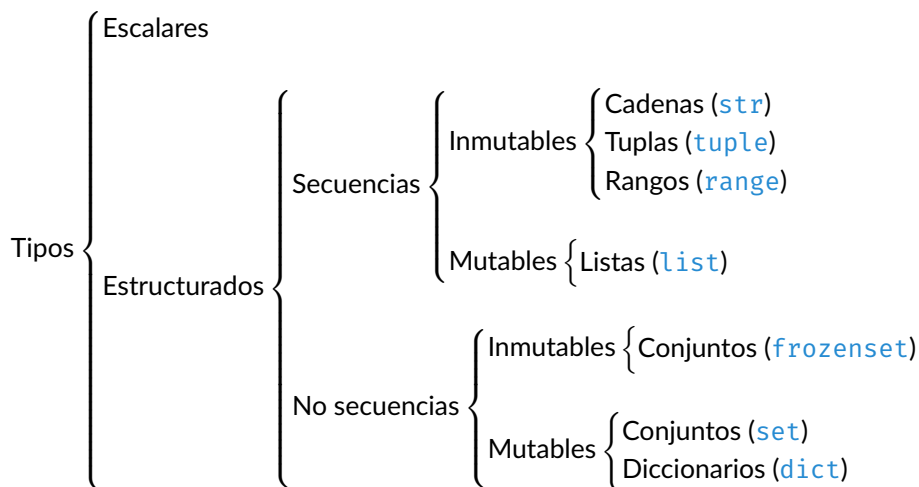 Tipos
Escalares
Estructurados
Secuencias
Inmutables
Cadenas (str)
Tuplas (tuple)
Rangos (range)
Mutables
Listas (list)
No secuencias
Inmutables
Conjuntos (frozenset)
Mutables
Conjuntos (set)
Diccionarios (dict)